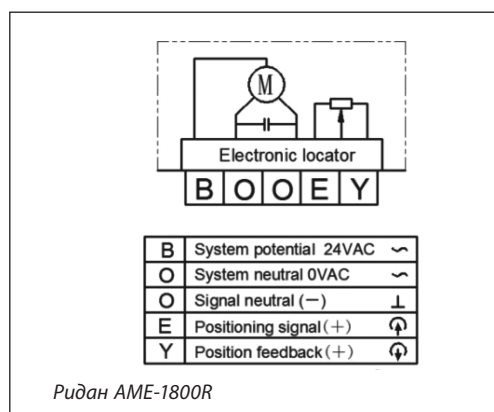 M
Electronic locator
B O O E Y
B System potential 24VAC ∽
O System neutral 0VAC ∽
O Signal neutral (—) ⊥
E Positioning signal (+)
Y Position feedback (+)
Ридан AME-1800R